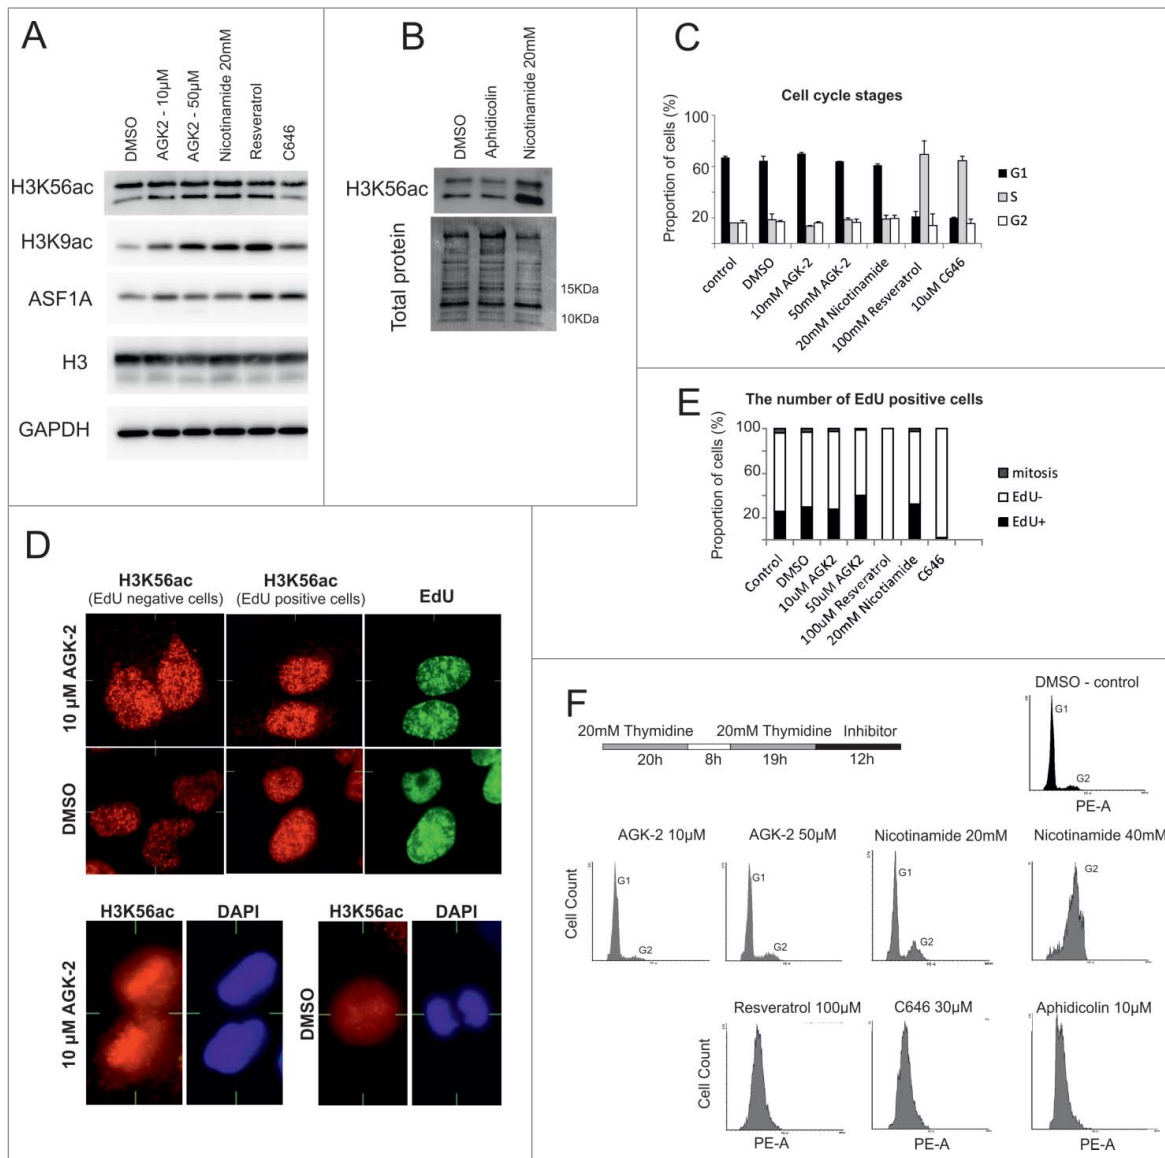 A
DMSO
AGK2 - 10µM
AGK2 - 50µM
Nicotinamide 20mM
Resveratrol
C646
H3K56ac
H3K9ac
ASF1A
H3
GAPDH
B
DMSO
Aphidicolin
Nicotinamide 20mM
H3K56ac
Total protein
15KDa
10KDa
C
Cell cycle stages
Proportion of cells (%)
100
60
20
G1
S
G2
control
DMSO
10mM AGK-2
50mM AGK-2
20mM Nicotinamide
100mM Resveratrol
10uM C646
E
The number of EdU positive cells
Proportion of cells (%)
100
60
20
mitosis
EdU-
EdU+
Control
DMSO
10uM AGK2
50uM AGK2
100uM Resveratrol
20mM Nicotiamide
C646
D
H3K56ac
(EdU negative cells)
H3K56ac
(EdU positive cells)
EdU
10 µM AGK-2
DMSO
H3K56ac
DAPI
H3K56ac
DAPI
10 µM AGK-2
DMSO
F
20mM Thymidine
20mM Thymidine
Inhibitor
20h
8h
19h
12h
DMSO - control
G1
G2
PE-A
AGK-2 10µM
AGK-2 50µM
Nicotinamide 20mM
Nicotinamide 40mM
Cell Count
G1
G2
G1
G2
G1
G2
PE-A
G2
PE-A
Resveratrol 100µM
C646 30µM
Aphidicolin 10µM
Cell Count
PE-A
PE-A
PE-A